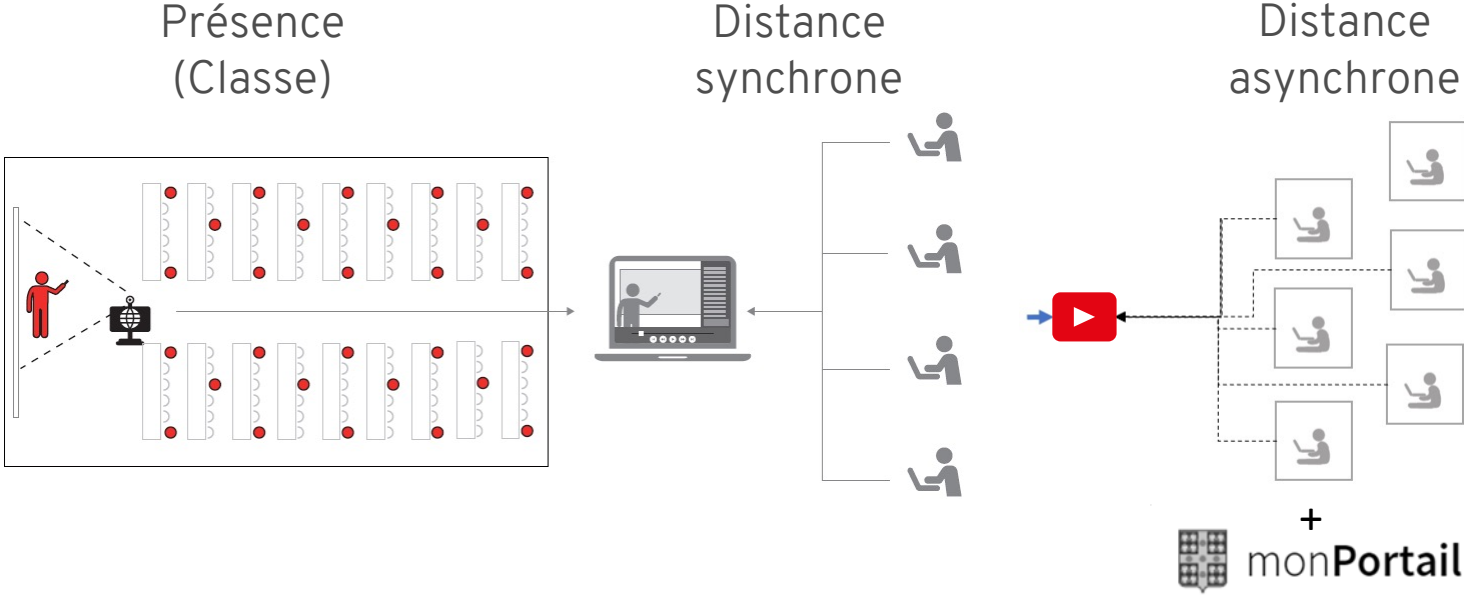 Présence
(Classe)
Distance
synchrone
Distance
asynchrone
+
monPortail